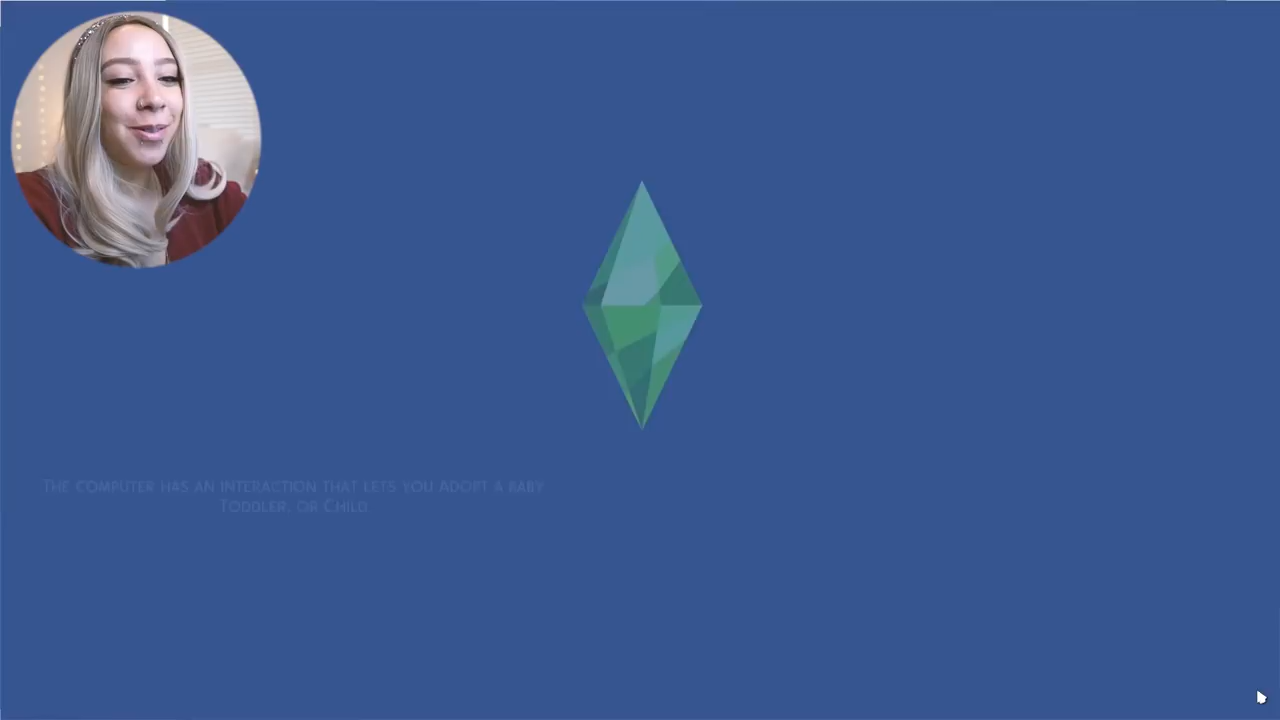 The computer has an interaction that lets you adopt a baby
Toddler, or Child